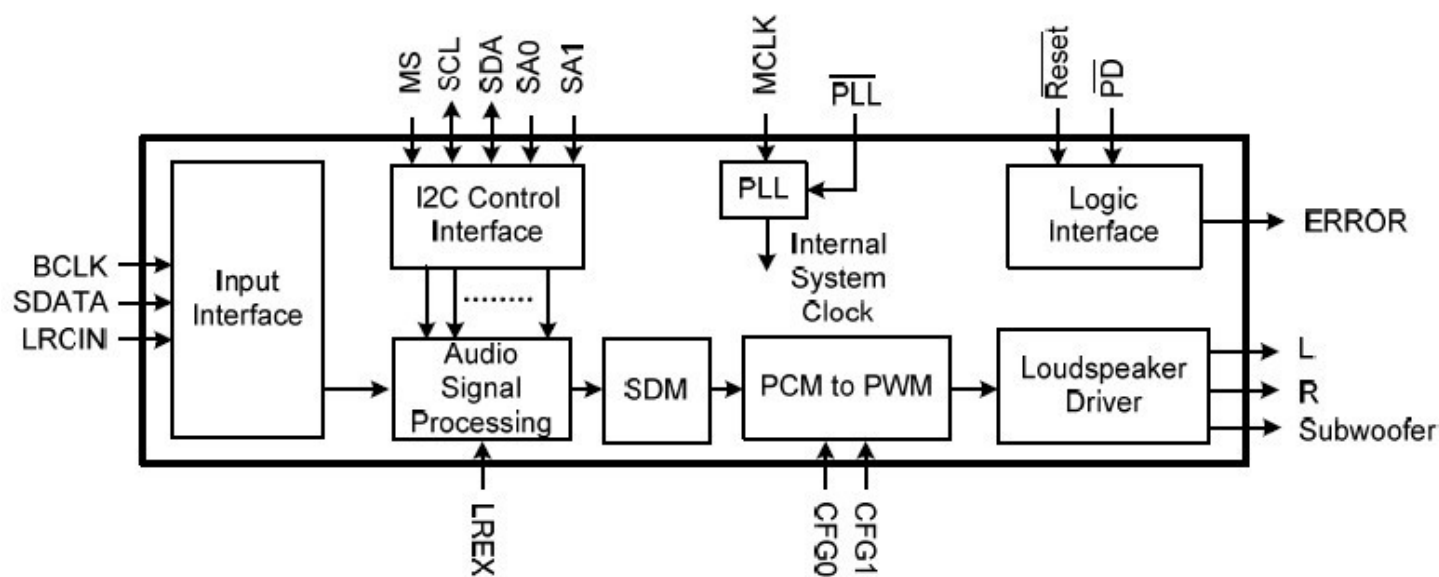 MS
SCL
SDA
SA0
SA1
MCLK
PLL
Reset
PD
I2C Control
Interface
PLL
Logic
Interface
ERROR
Internal
System
Clock
BCLK
SDATA
LRCIN
Input
Interface
Audio
Signal
Processing
SDM
PCM to PWM
Loudspeaker
Driver
L
R
Subwoofer
LREX
CFG0
CFG1